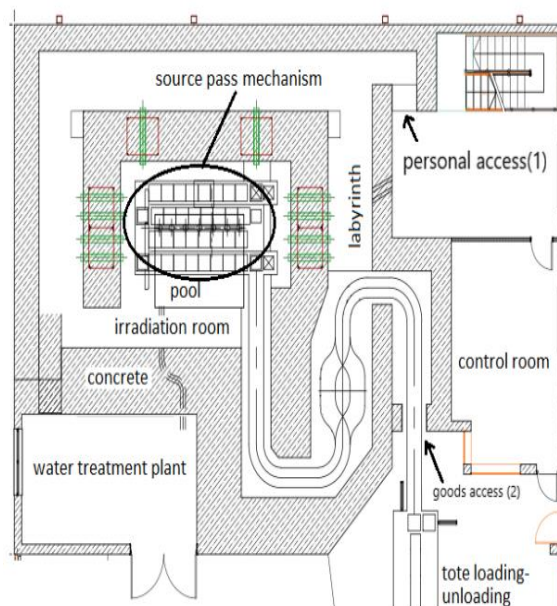 source pass mechanism
personal access(1)
labyrinth
pool
irradiation room
control room
concrete
water treatment plant
goods access (2)
tote loading-
unloading